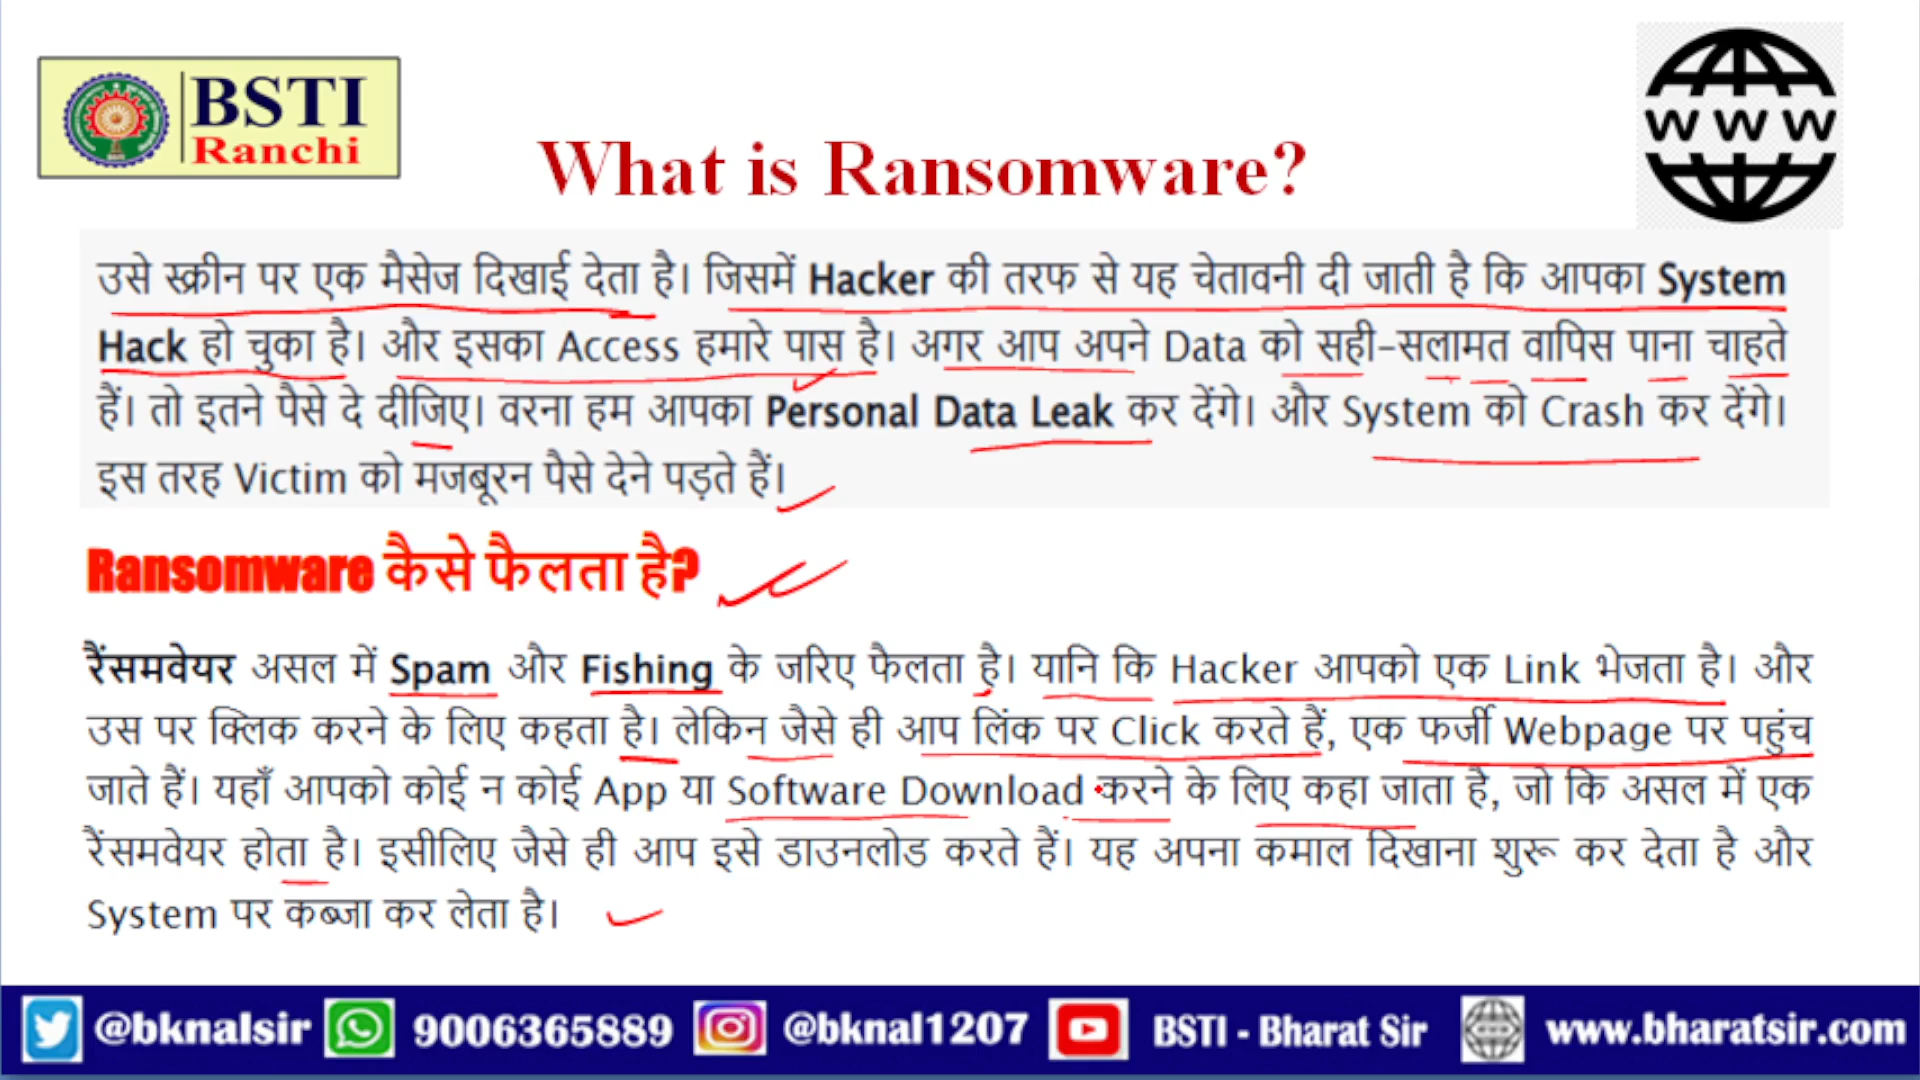 BSTI
Ranchi
What is Ransomware?
WWW
उसे स्क्रीन पर एक मैसेज दिखाई देता है। जिसमें Hacker की तरफ से यह चेतावनी दी जाती है कि आपका System
Hack हो चुका है। और इसका Access हमारे पास है। अगर आप अपने Data को सही-सलामत वापिस पाना चाहते
हैं। तो इतने पैसे दे दीजिए। वरना हम आपका Personal Data Leak कर देंगे। और System को Crash कर देंगे।
इस तरह Victim को मजबूरन पैसे देने पड़ते हैं।
Ransomware कैसे फैलता है?
रैंसमवेयर असल में Spam और Fishing के जरिए फैलता है। यानि कि Hacker आपको एक Link भेजता है। और
उस पर क्लिक करने के लिए कहता है। लेकिन जैसे ही आप लिंक पर Click करते हैं, एक फर्जी Webpage पर पहुंच
जाते हैं। यहाँ आपको कोई न कोई App या Software Download करने के लिए कहा जाता है, जो कि असल में एक
रैंसमवेयर होता है। इसीलिए जैसे ही आप इसे डाउनलोड करते हैं। यह अपना कमाल दिखाना शुरू कर देता है और
System पर कब्जा कर लेता है।
@bknalsir 9006365889 @bknal1207 BSTI - Bharat Sir www.bharatsir.com